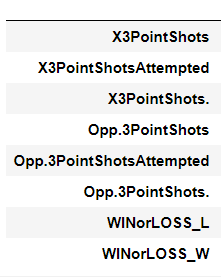 X3PointShots
X3PointShotsAttempted
X3PointShots.
Opp.3PointShots
Opp.3PointShotsAttempted
Opp.3PointShots.
WINorLOSS_L
WINorLOSS_W